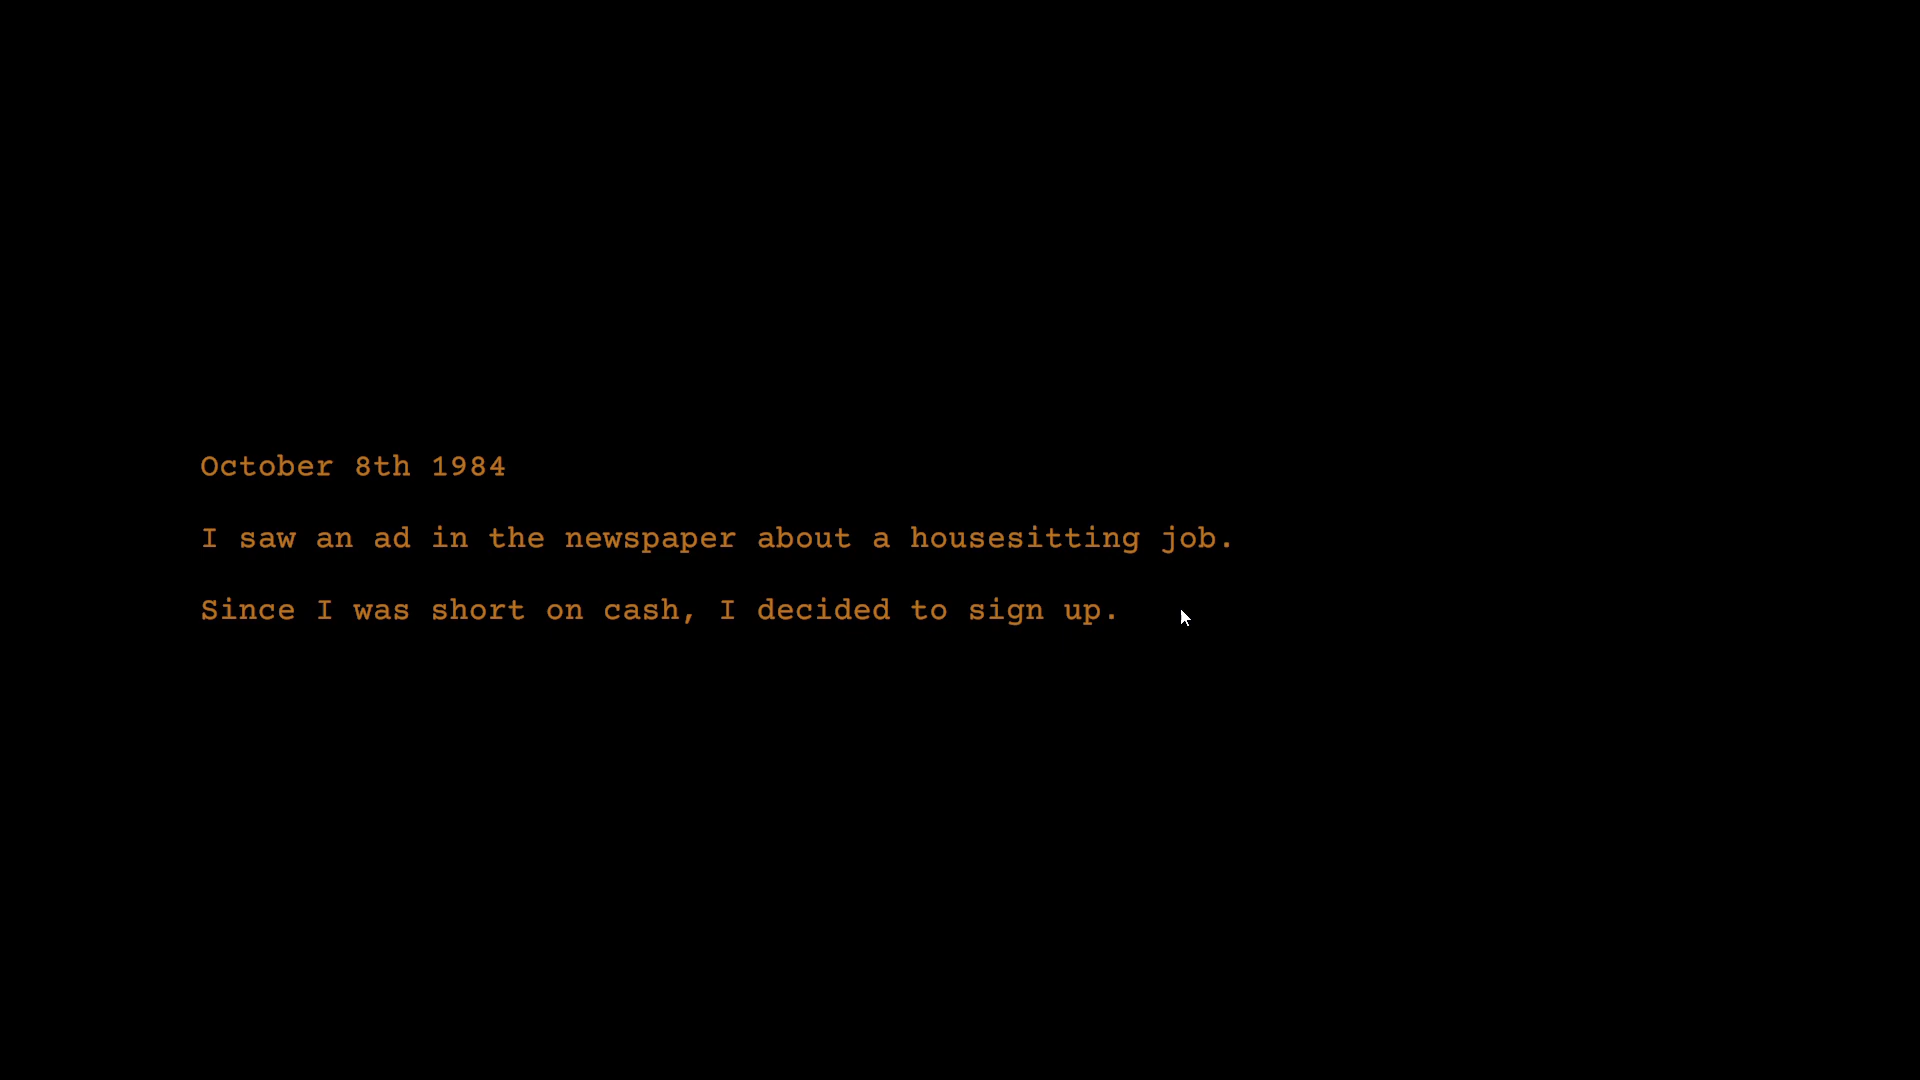 October 8th 1984
I saw an ad in the newspaper about a housesitting job.
Since I was short on cash, I decided to sign up.